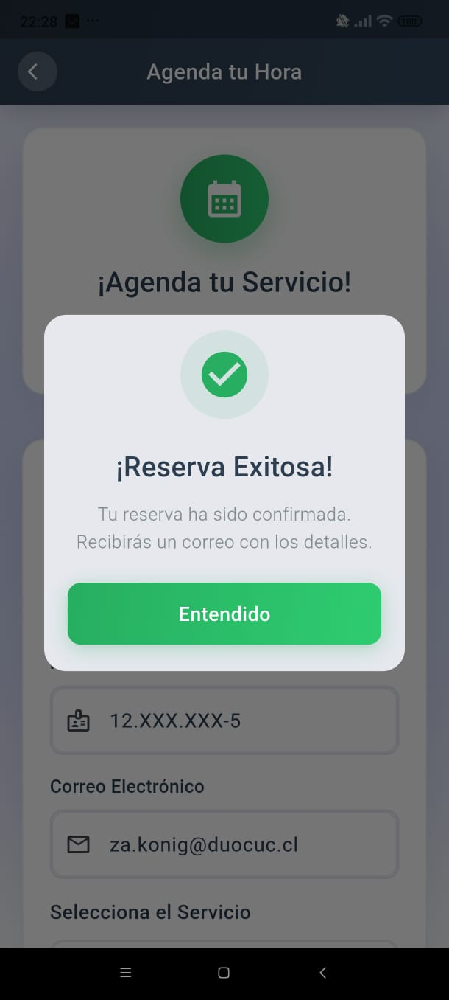 22:28
100
Agenda tu Hora
¡Agenda tu Servicio!
¡Reserva Exitosa!
Tu reserva ha sido confirmada.
Recibirás un correo con los detalles.
Entendido
12.XXX.XXX-5
Correo Electrónico
za.konig@duocuc.cl
Selecciona el Servicio